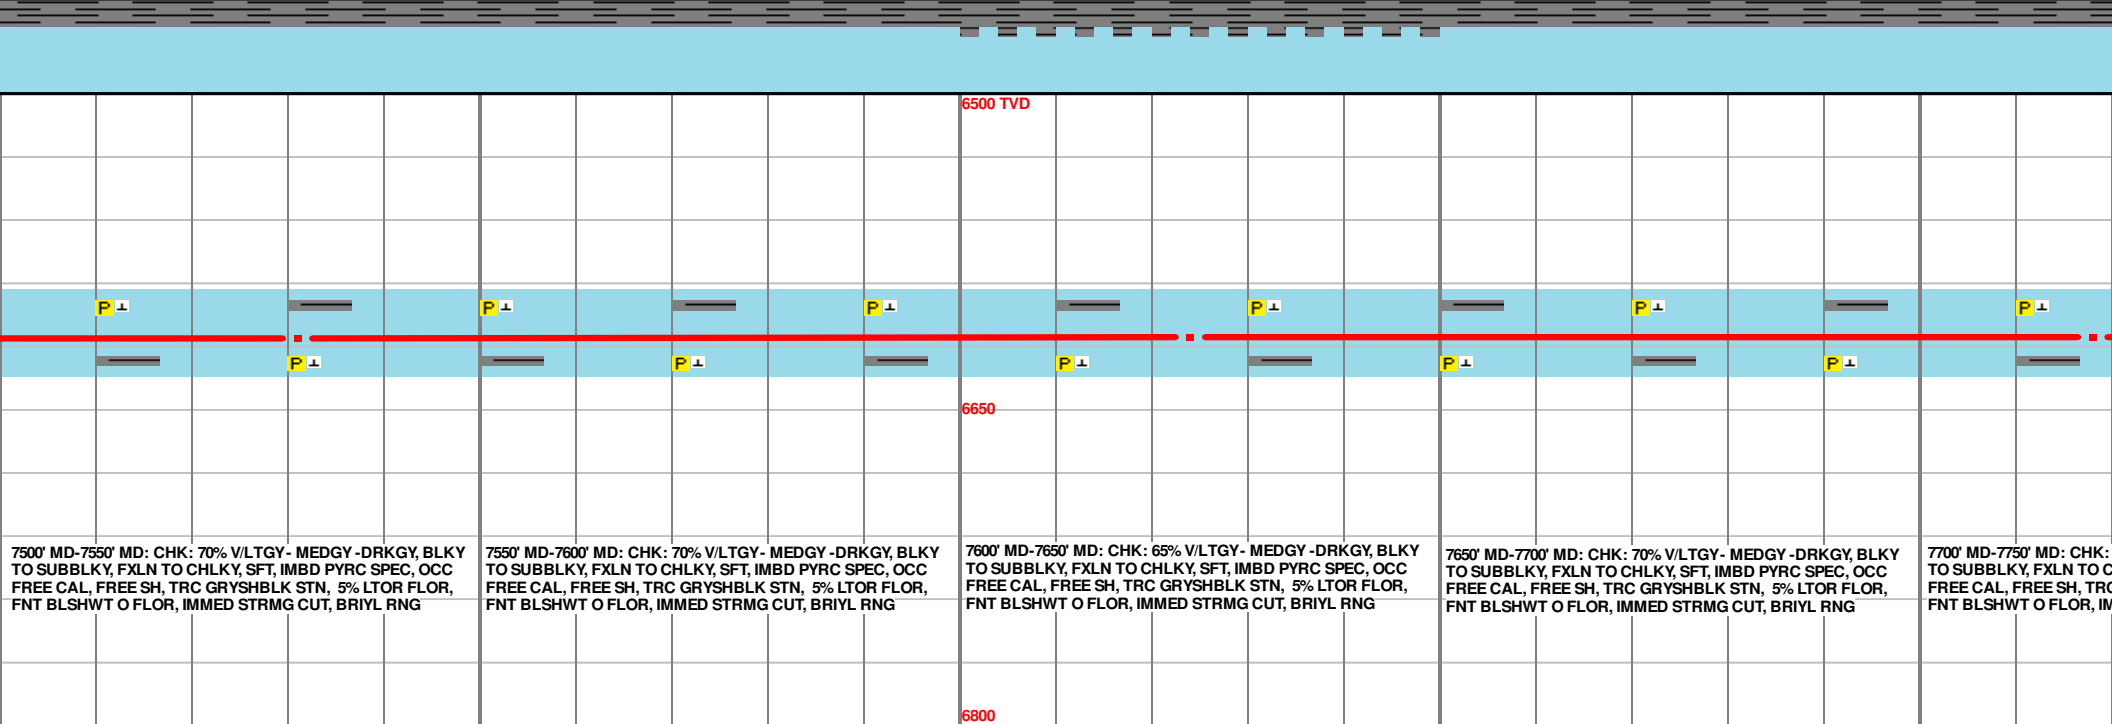 6500 TVD
P ⊥ P ⊥ P ⊥ P ⊥ P ⊥ P ⊥
P ⊥ P ⊥ P ⊥ P ⊥ P ⊥
6650
7500' MD-7550' MD: CHK: 70% V/LTGY- MEDGY -DRKGY, BLKY
TO SUBBLKY, FXLN TO CHLKY, SFT, IMBD PYRC SPEC, OCC
FREE CAL, FREE SH, TRC GRYSHBLK STN, 5% LTOR FLOR,
FNT BLSHWT O FLOR, IMMED STRMG CUT, BRIYL RNG
7550' MD-7600' MD: CHK: 70% V/LTGY- MEDGY -DRKGY, BLKY
TO SUBBLKY, FXLN TO CHLKY, SFT, IMBD PYRC SPEC, OCC
FREE CAL, FREE SH, TRC GRYSHBLK STN, 5% LTOR FLOR,
FNT BLSHWT O FLOR, IMMED STRMG CUT, BRIYL RNG
7600' MD-7650' MD: CHK: 65% V/LTGY- MEDGY -DRKGY, BLKY
TO SUBBLKY, FXLN TO CHLKY, SFT, IMBD PYRC SPEC, OCC
FREE CAL, FREE SH, TRC GRYSHBLK STN, 5% LTOR FLOR,
FNT BLSHWT O FLOR, IMMED STRMG CUT, BRIYL RNG
7650' MD-7700' MD: CHK: 70% V/LTGY- MEDGY -DRKGY, BLKY
TO SUBBLKY, FXLN TO CHLKY, SFT, IMBD PYRC SPEC, OCC
FREE CAL, FREE SH, TRC GRYSHBLK STN, 5% LTOR FLOR,
FNT BLSHWT O FLOR, IMMED STRMG CUT, BRIYL RNG
7700' MD-7750' MD: CHK:
TO SUBBLKY, FXLN TO C
FREE CAL, FREE SH, TRC
FNT BLSHWT O FLOR, IM
6800